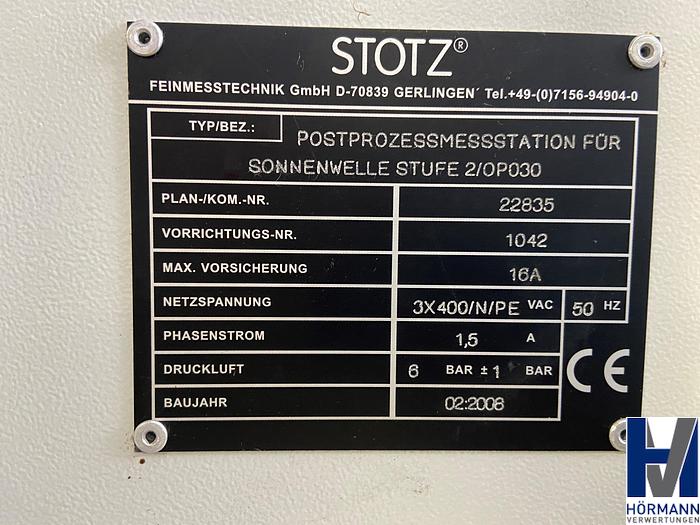 STOTZ®
FEINMESSTECHNIK GmbH D-70839 GERLINGEN´ Tel.+49-(0)7156-94904-0
TYP/BEZ.: POSTPROZESSMESSSTATION FÜR
SONNENWELLE STUFE 2/OP030
PLAN-/KOM.-NR. 22835
VORRICHTUNGS-NR. 1042
MAX. VORSICHERUNG 16A
NETZSPANNUNG 3X400/N/PE VAC 50 HZ
PHASENSTROM 1,5 A
DRUCKLUFT 6 BAR ± 1 BAR
BAUJAHR 02:2008
CE
HV
HÖRMANN
VERWERTUNGEN